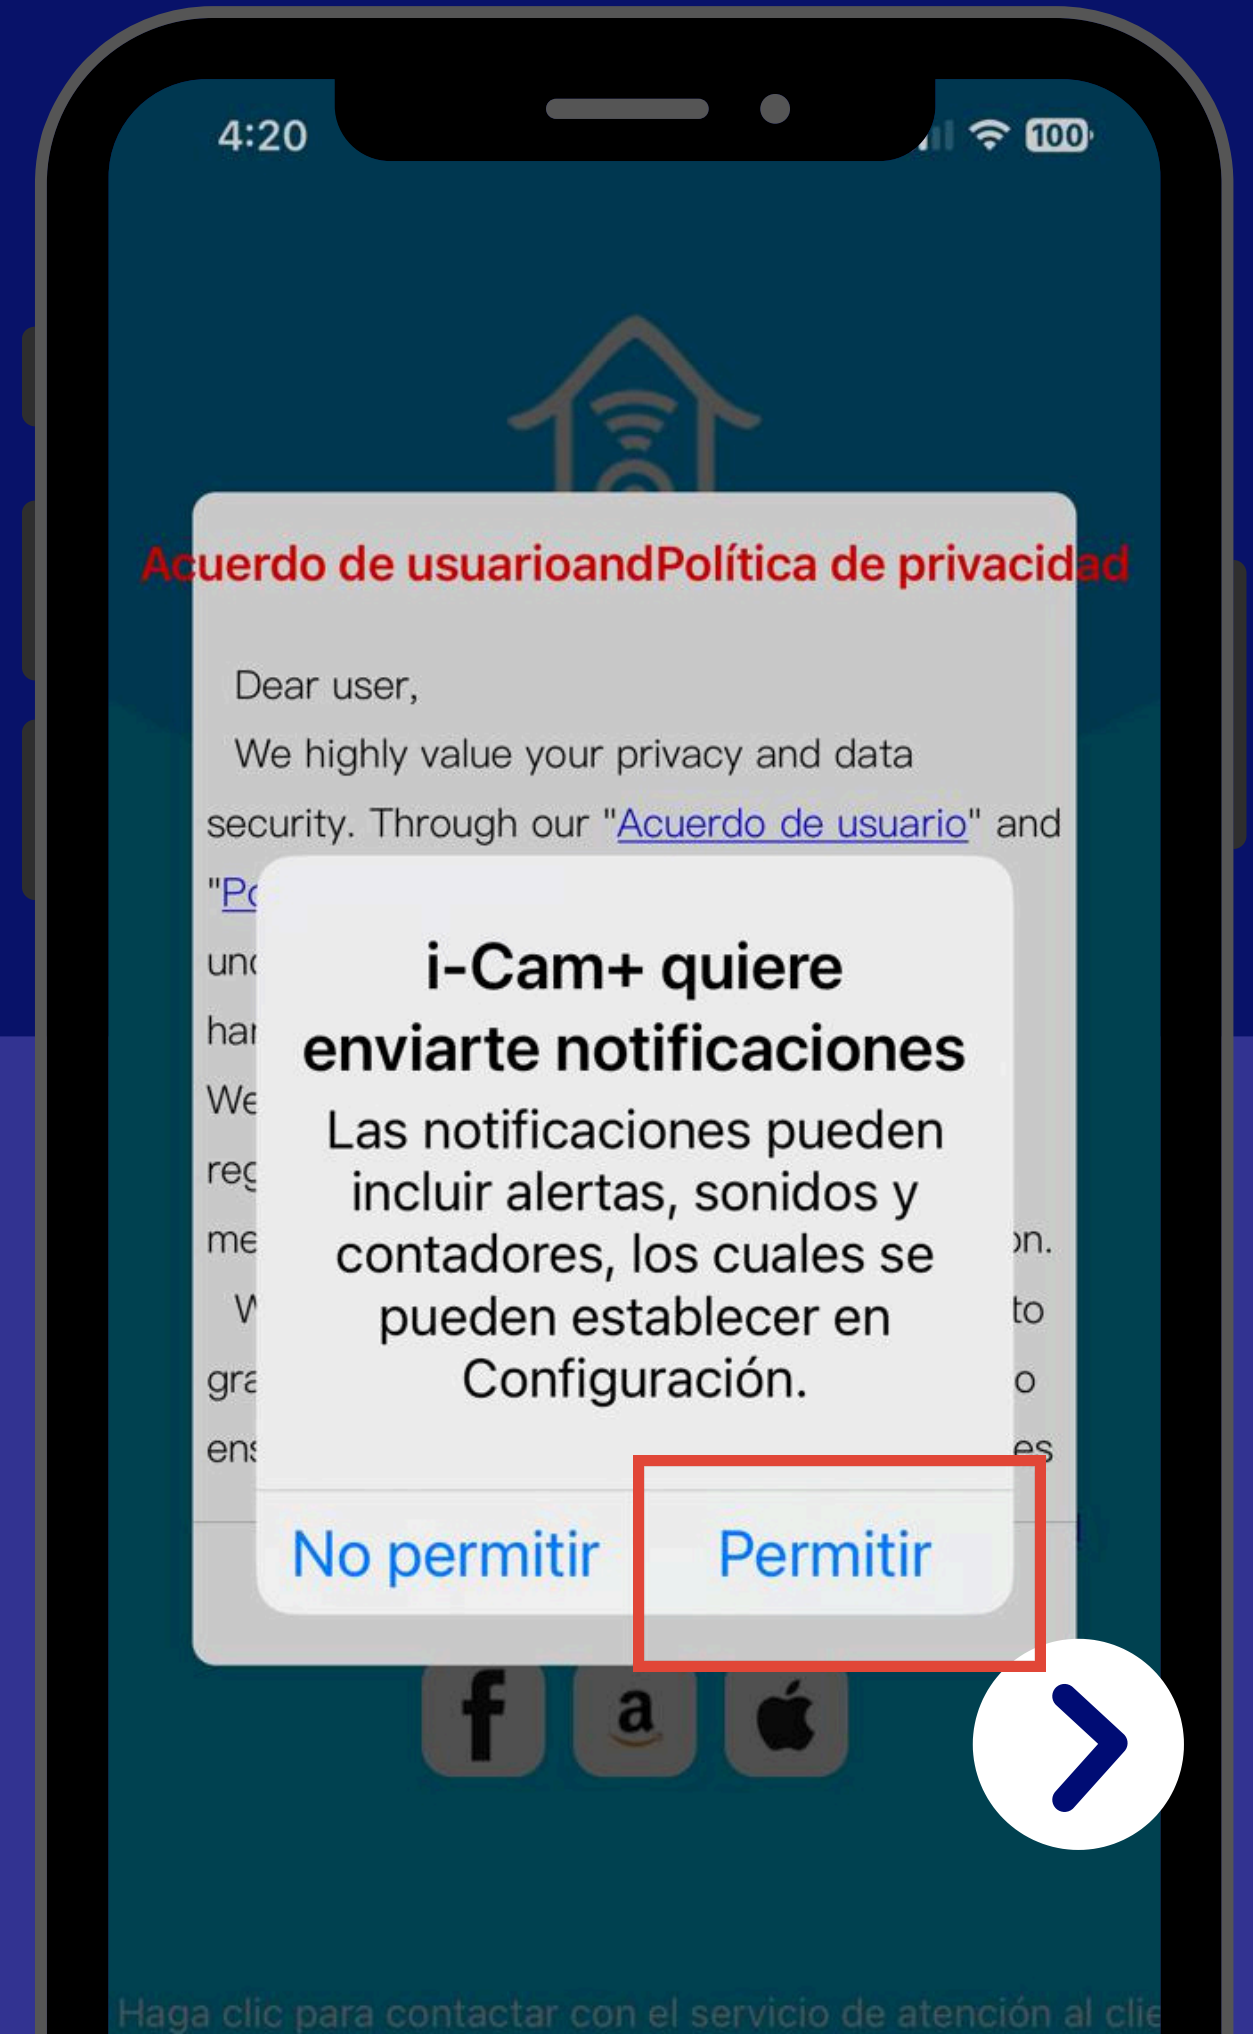 4:20
100
Acuerdo de usuarioandPolítica de privacidad
Dear user,
We highly value your privacy and data
security. Through our "Acuerdo de usuario" and
i-Cam+ quiere
enviarte notificaciones
Las notificaciones pueden
incluir alertas, sonidos y
contadores, los cuales se
pueden establecer en
Configuración.
to
No permitir
Permitir
f
a
Haga clic para contactar con el servicio de atención al